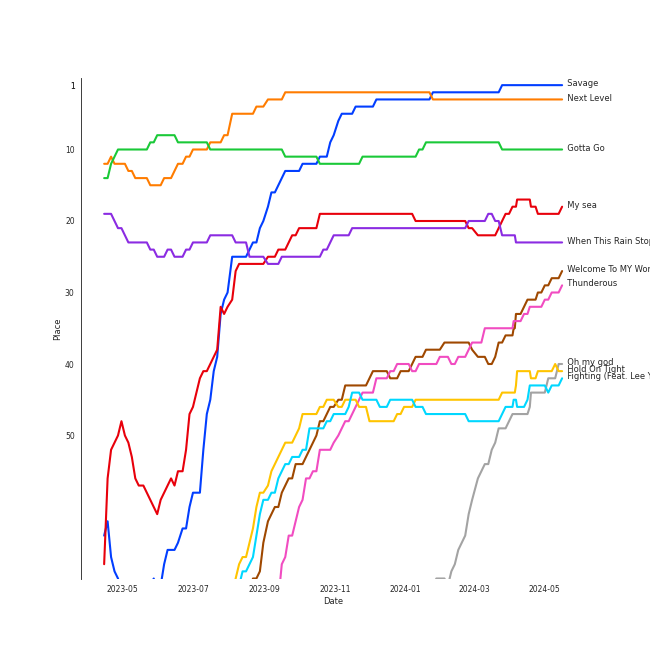 1
10
20
30
40
50
Place
2023-05
2023-07
2023-09
2023-11
2024-01
2024-03
2024-05
Date
Savage
Next Level
Gotta Go
My sea
When This Rain Stop
Welcome To MY Wor
Thunderous
Oh my god
Hold On Tight
Fighting (Feat. Lee Y